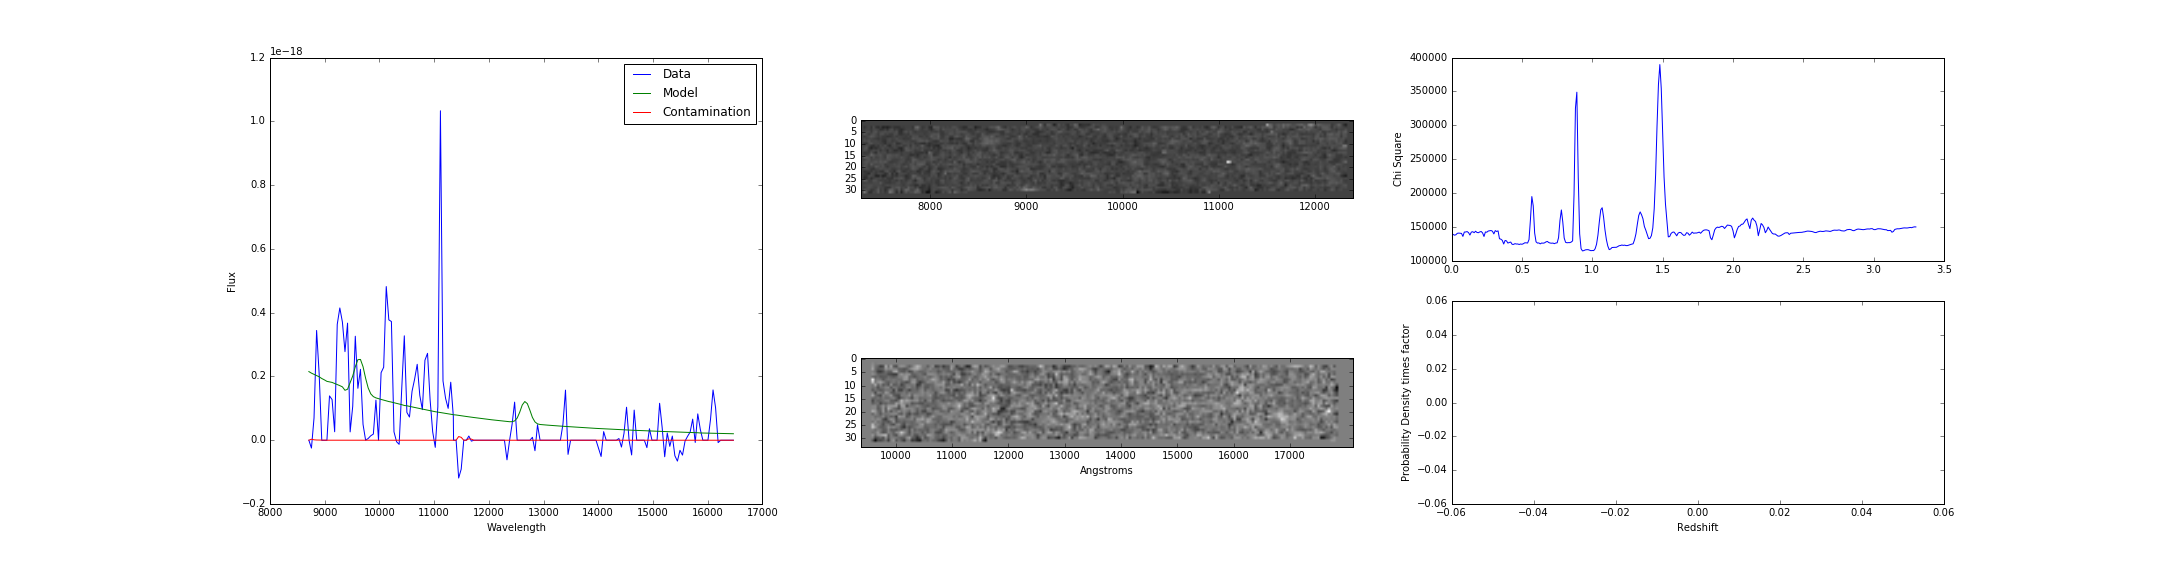 1e−18
1.2
1.0
0.8
0.6
0.4
0.2
0.0
−0.2
Flux
Data
Model
Contamination
8000 9000 10000 11000 12000 13000 14000 15000 16000 17000
Wavelength
0
5
10
15
20
25
30
8000 9000 10000 11000 12000
0
5
10
15
20
25
30
10000 11000 12000 13000 14000 15000 16000 17000
Angstroms
400000
350000
300000
250000
200000
150000
100000
Chi Square
0.0 0.5 1.0 1.5 2.0 2.5 3.0 3.5
0.06
0.04
0.02
0.00
−0.02
−0.04
−0.06
Probability Density times factor
−0.06 −0.04 −0.02 0.00 0.02 0.04 0.06
Redshift